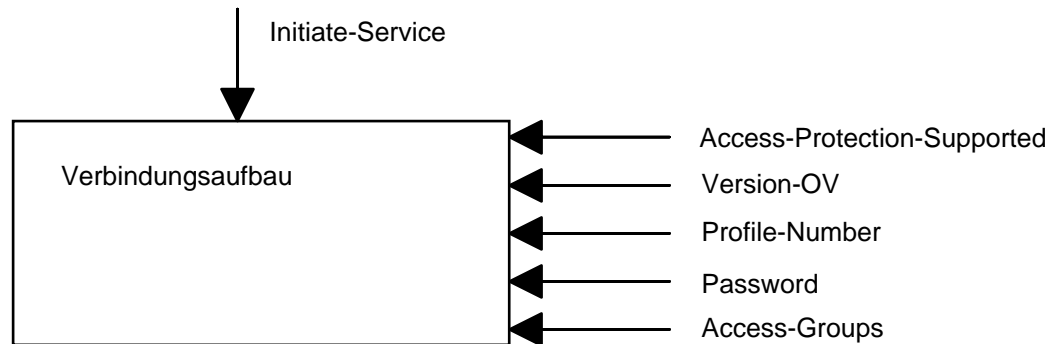 Initiate-Service
Access-Protection-Supported
Verbindungsaufbau
Version-OV
Profile-Number
Password
Access-Groups